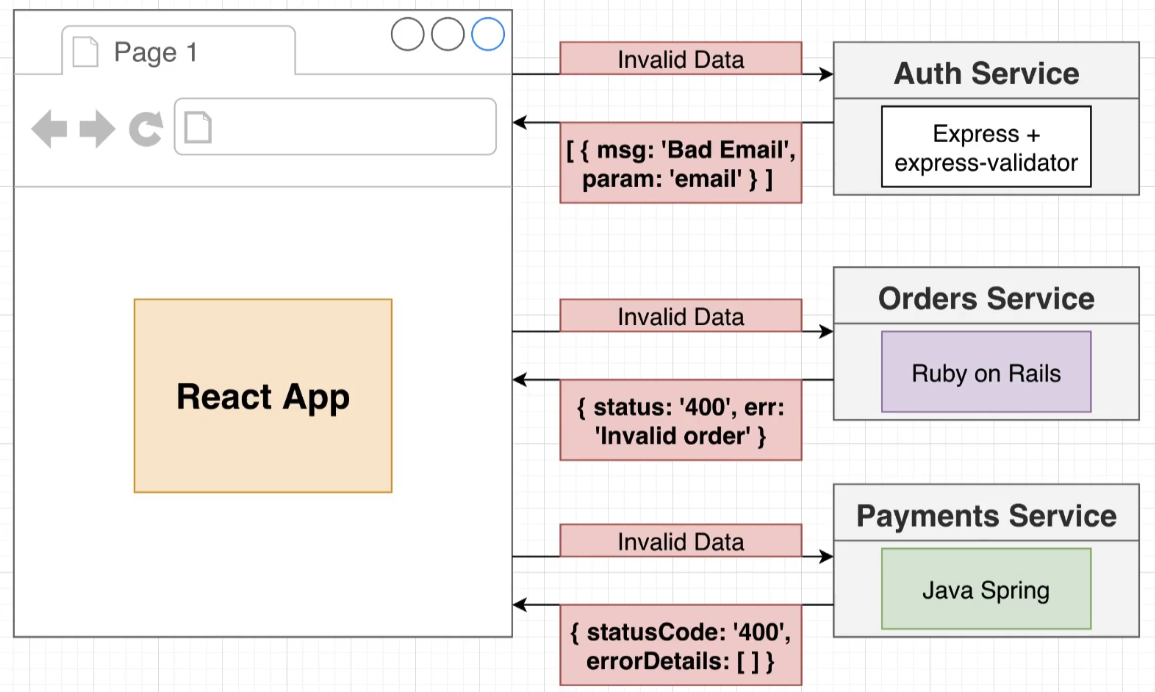 Page 1
Invalid Data
Auth Service
Express +
express-validator
[ { msg: 'Bad Email',
param: 'email' } ]
React App
Invalid Data
Orders Service
Ruby on Rails
{ status: '400', err:
'Invalid order' }
Invalid Data
Payments Service
Java Spring
{ statusCode: '400',
errorDetails: [ ] }